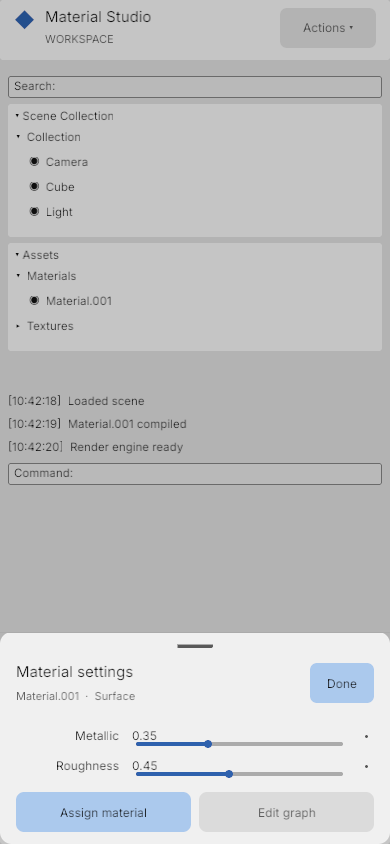 Material Studio
WORKSPACE
Actions
Search:
Scene Collection
Collection
Camera
Cube
Light
Assets
Materials
Material.001
Textures
[10:42:18] Loaded scene
[10:42:19] Material.001 compiled
[10:42:20] Render engine ready
Command:
Material settings
Material.001 · Surface
Done
Metallic 0.35
Roughness 0.45
Assign material
Edit graph